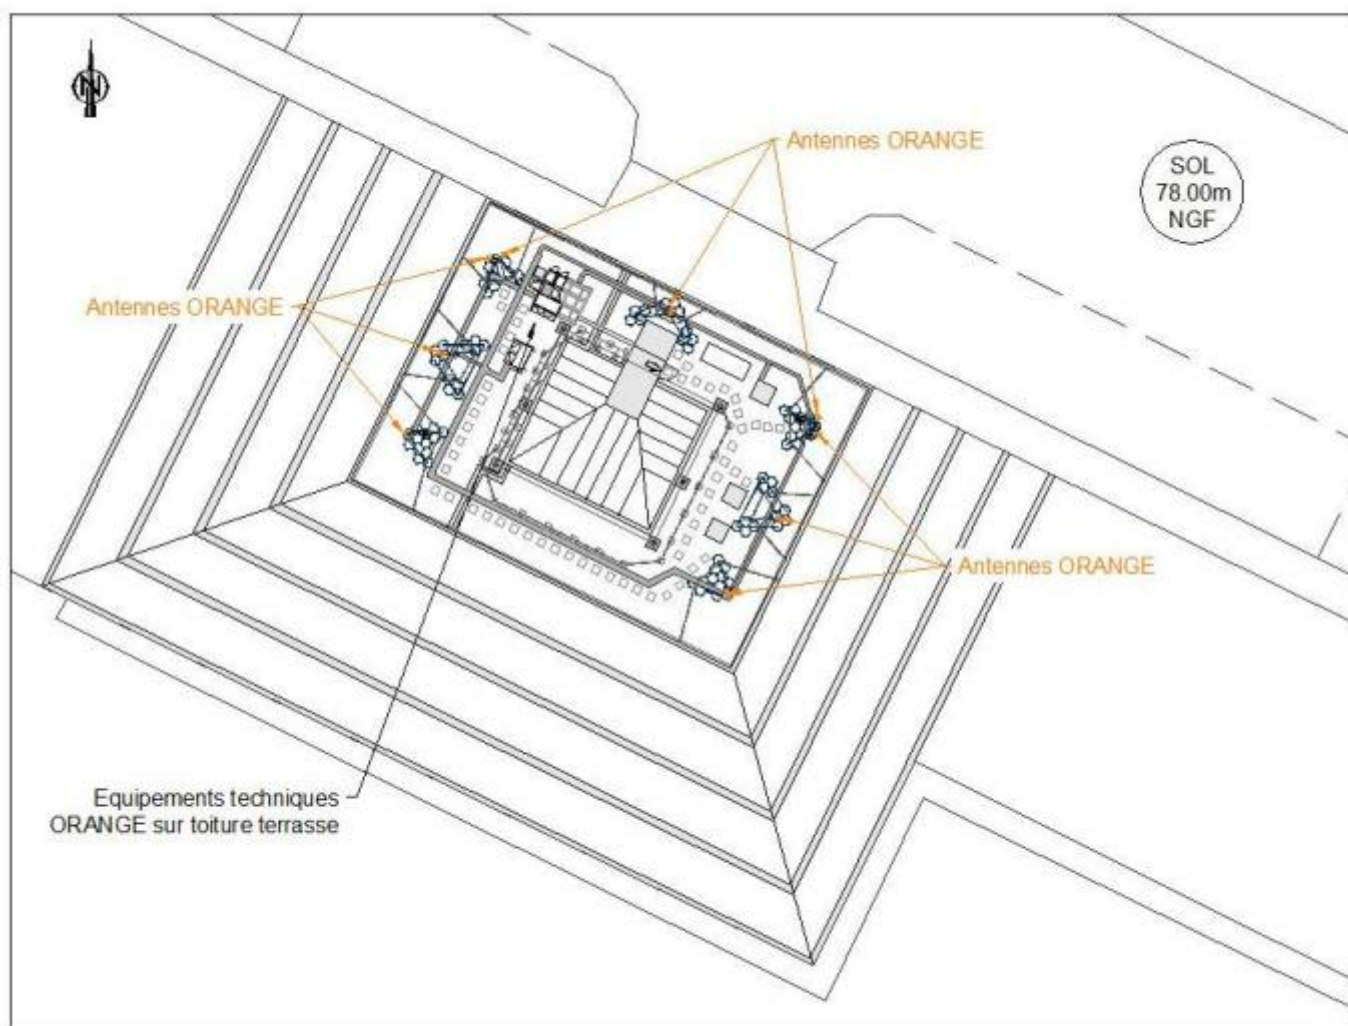 N
Antennes ORANGE
SOL
78.00m
NGF
Antennes ORANGE
Antennes ORANGE
Equipements techniques
ORANGE sur toiture terrasse